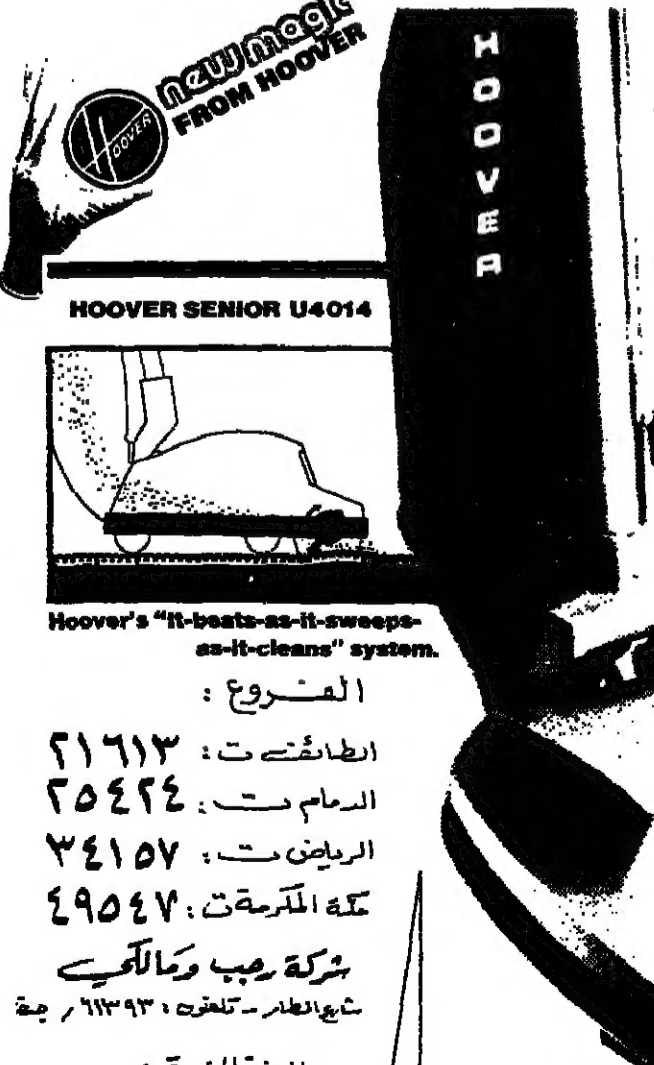 new magic
FROM HOOVER
HOOVER
HOOVER
HOOVER SENIOR U4014
Hoover's "It-beats-as-it-sweeps-
as-it-cleans" system.
الفروع :
الطائف ت : ٢١٦١٣
الدمام ت : ٢٥٤٢٤
الرياض ت : ٣٤١٥٧
مكة المكرمة ت : ٤٩٥٤٧
شركة رجب ومالكي
شارع المطار - تلفون : ٦١٣٩٣ / جدة